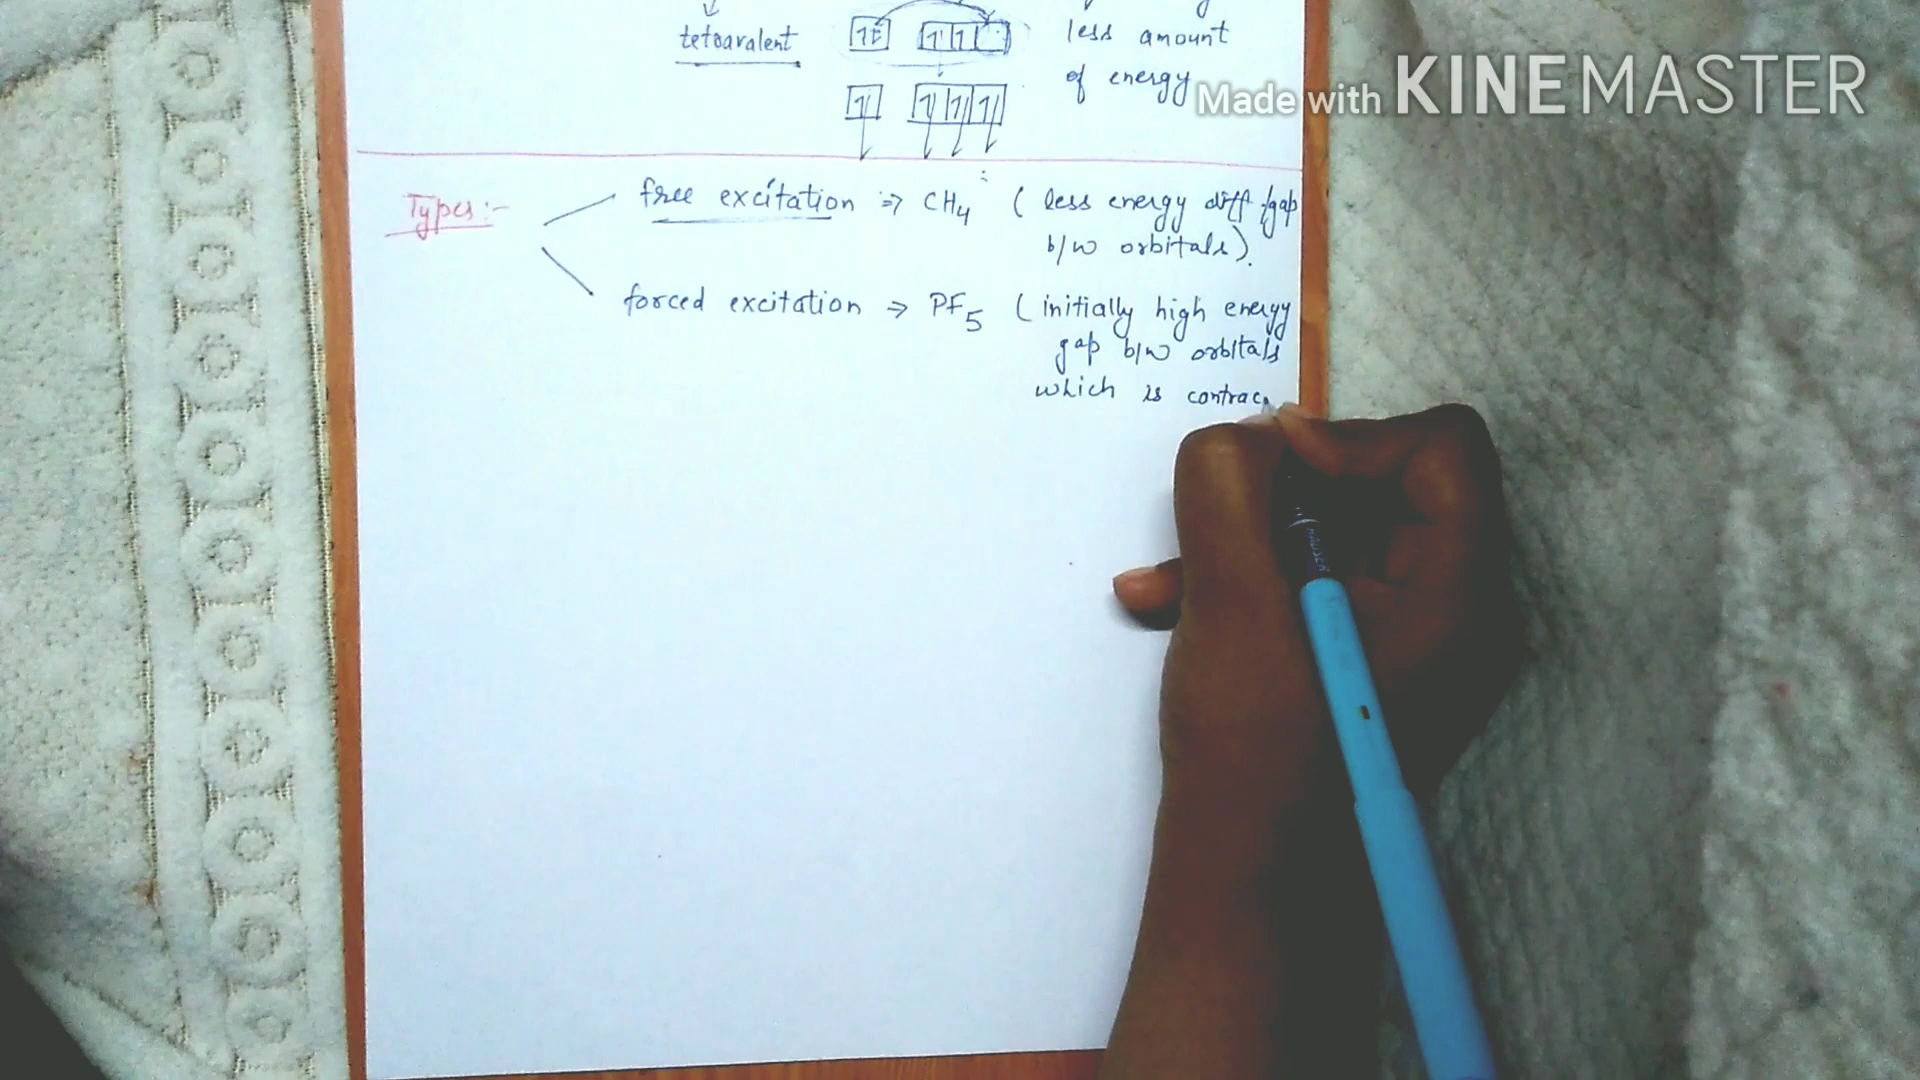 less amount
tetravalent
of energy
Made with KINEMASTER
Types:-
free excitation => CH4 (less energy diff /gap
b/w orbitals).
forced excitation => PF5 (initially high energy
gap b/w orbitals
which is contrac